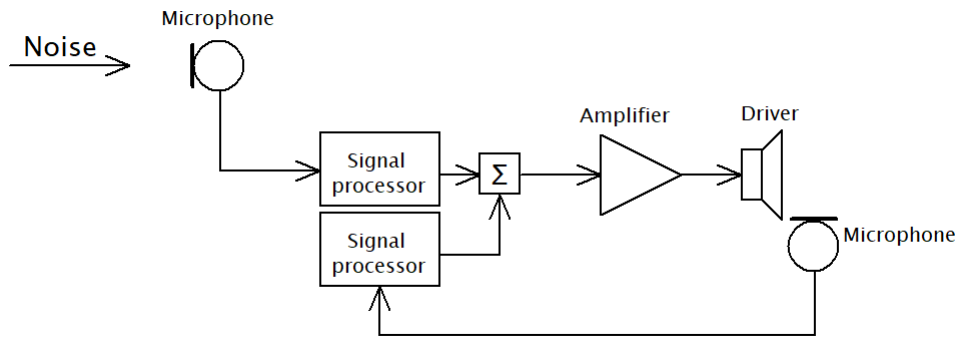 Microphone
Noise
Amplifier
Driver
Signal
processor
Σ
Signal
processor
Microphone